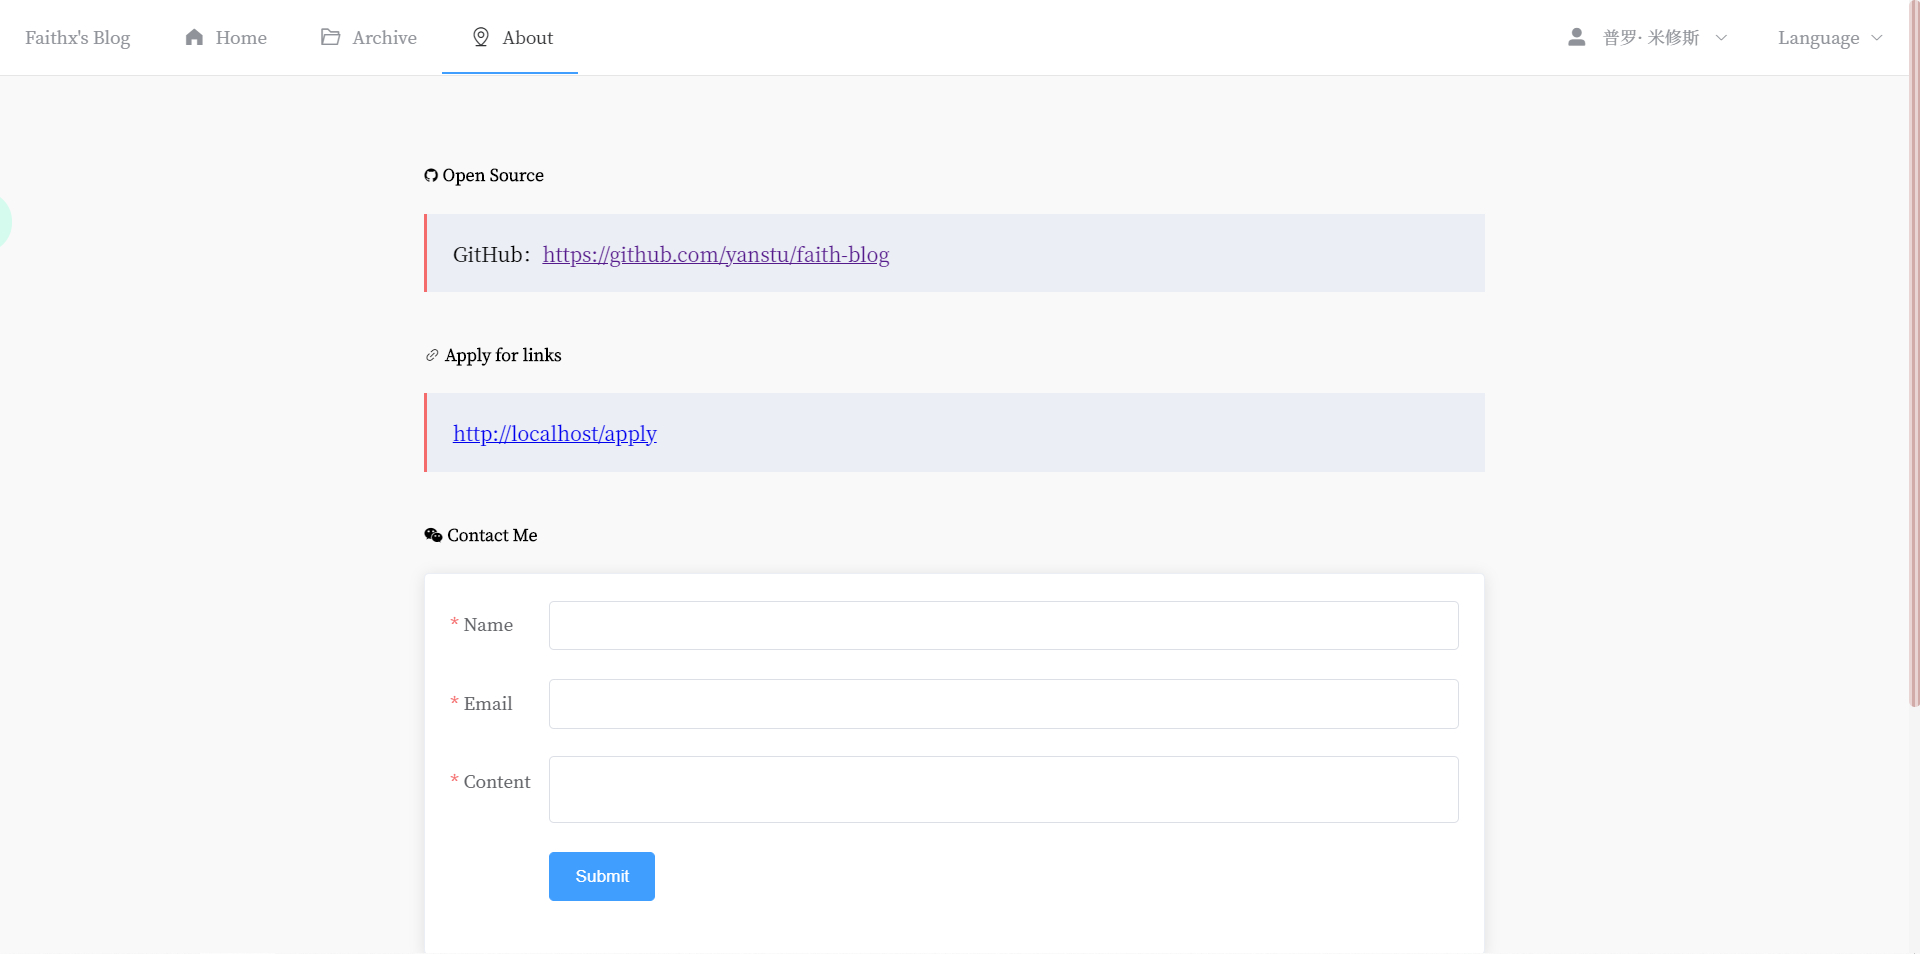 Faithx's Blog Home Archive About 普罗· 米修斯 Language
Open Source
GitHub：https://github.com/yanstu/faith-blog
Apply for links
http://localhost/apply
Contact Me
* Name
* Email
* Content
Submit